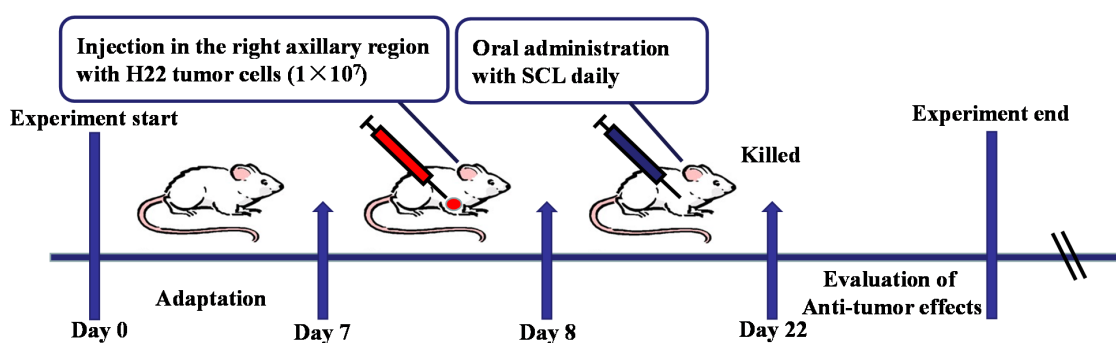 Injection in the right axillary region
with H22 tumor cells (1×10⁷)
Oral administration
with SCL daily
Experiment start
Killed
Experiment end
Adaptation
Evaluation of
Anti-tumor effects
Day 0
Day 7
Day 8
Day 22